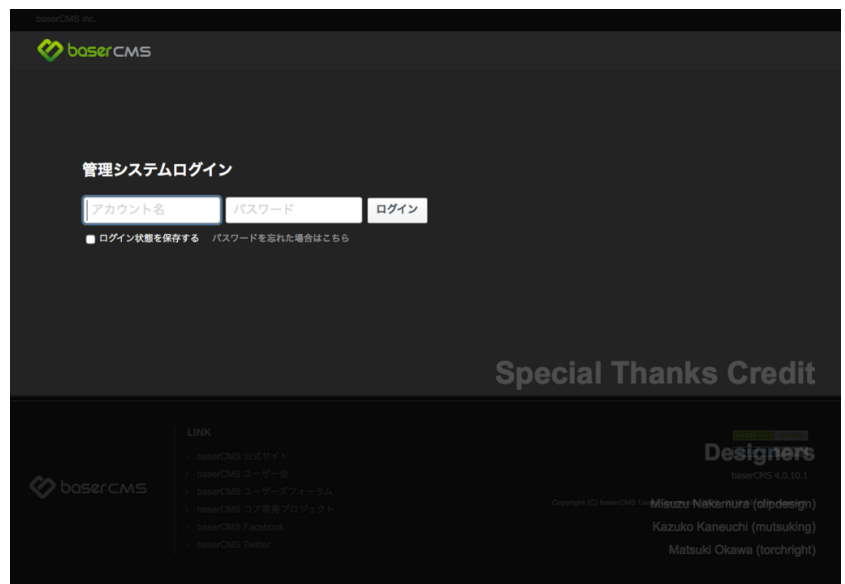 baserCMS inc.
baserCMS
管理システムログイン
アカウント名
パスワード
ログイン
ログイン状態を保存する
パスワードを忘れた場合はこちら
Special Thanks Credit
LINK
baserCMS 公式サイト
baserCMS ユーザー会
baserCMS ユーザーズフォーラム
baserCMS コア開発プロジェクト
baserCMS Facebook
baserCMS Twitter
baserCMS
Designers
baserCMS 4.0.10.1
Copyright (C) baserCMS
Misuzu Nakamura (clipdesign)
Kazuko Kaneuchi (mutsuking)
Matsuki Okawa (torchright)